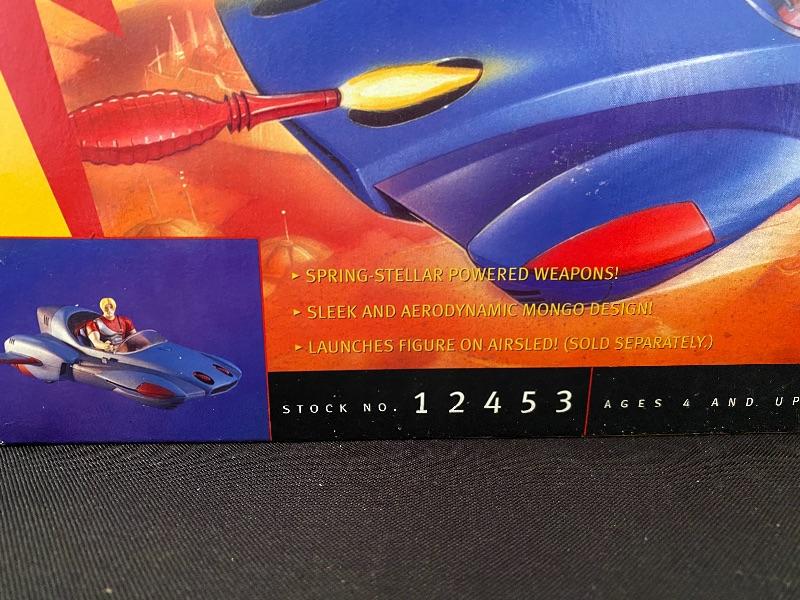 ▸ SPRING-STELLAR POWERED WEAPONS!
▸ SLEEK AND AERODYNAMIC MONGO DESIGN!
▸ LAUNCHES FIGURE ON AIRSLED! (SOLD SEPARATELY.)
STOCK NO. 12453 AGES 4 AND UP